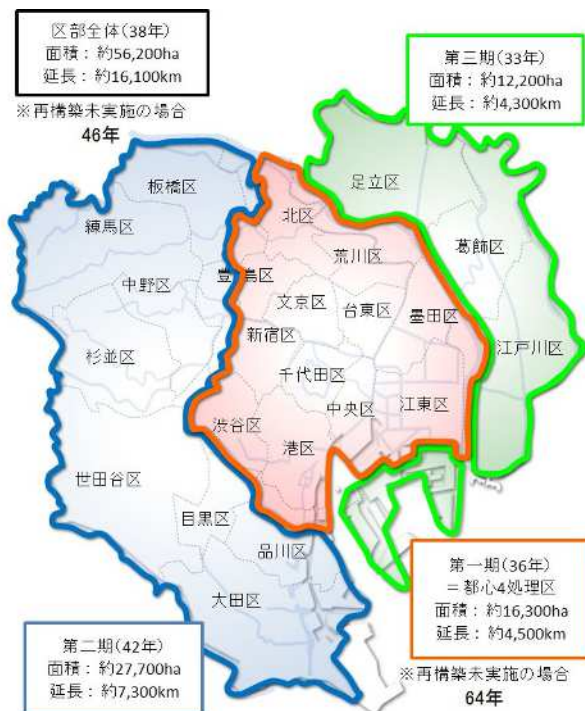 区部全体(38年)
面積：約56,200ha
延長：約16,100km
※再構築未実施の場合
46年
第三期(33年)
面積：約12,200ha
延長：約4,300km
板橋区
練馬区
中野区
杉並区
世田谷区
目黒区
品川区
大田区
豊島区
北区
荒川区
文京区
台東区
墨田区
新宿区
千代田区
中央区
江東区
渋谷区
港区
足立区
葛飾区
江戸川区
第二期(42年)
面積：約27,700ha
延長：約7,300km
第一期(36年)
＝都心4処理区
面積：約16,300ha
延長：約4,500km
※再構築未実施の場合
64年